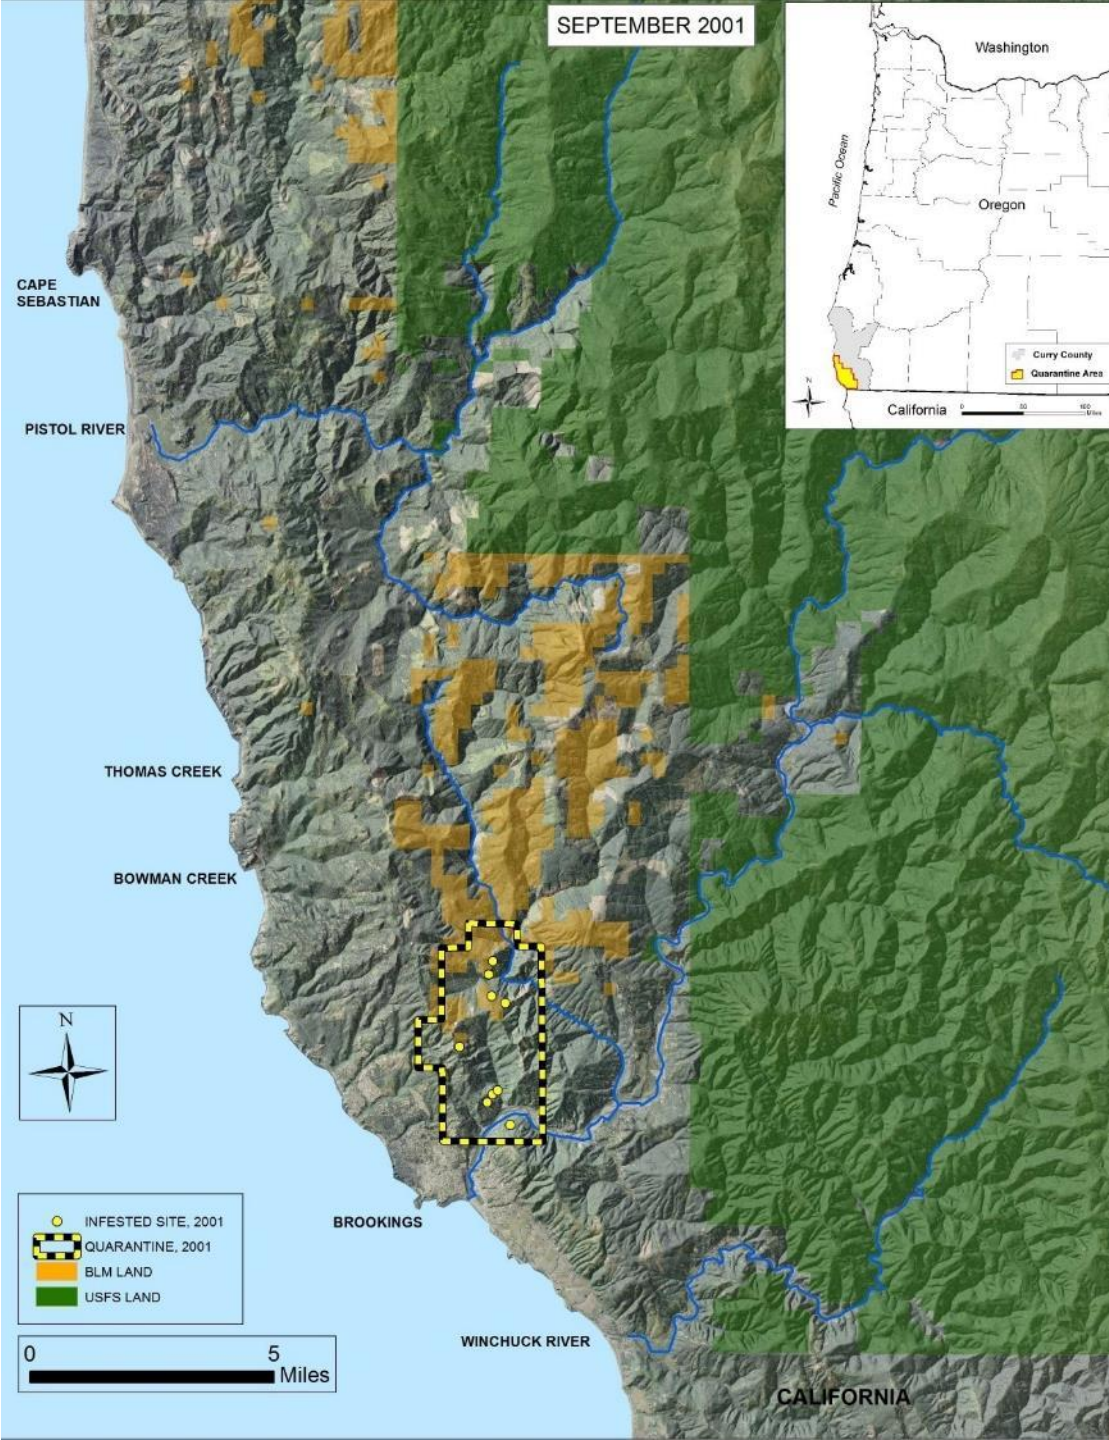 SEPTEMBER 2001
Washington
Pacific Ocean
Oregon
Curry County
Quarantine Area
N
California
0 50 100
Miles
CAPE
SEBASTIAN
PISTOL RIVER
THOMAS CREEK
BOWMAN CREEK
N
BROOKINGS
INFESTED SITE, 2001
QUARANTINE, 2001
BLM LAND
USFS LAND
WINCHUCK RIVER
0 5
Miles
CALIFORNIA